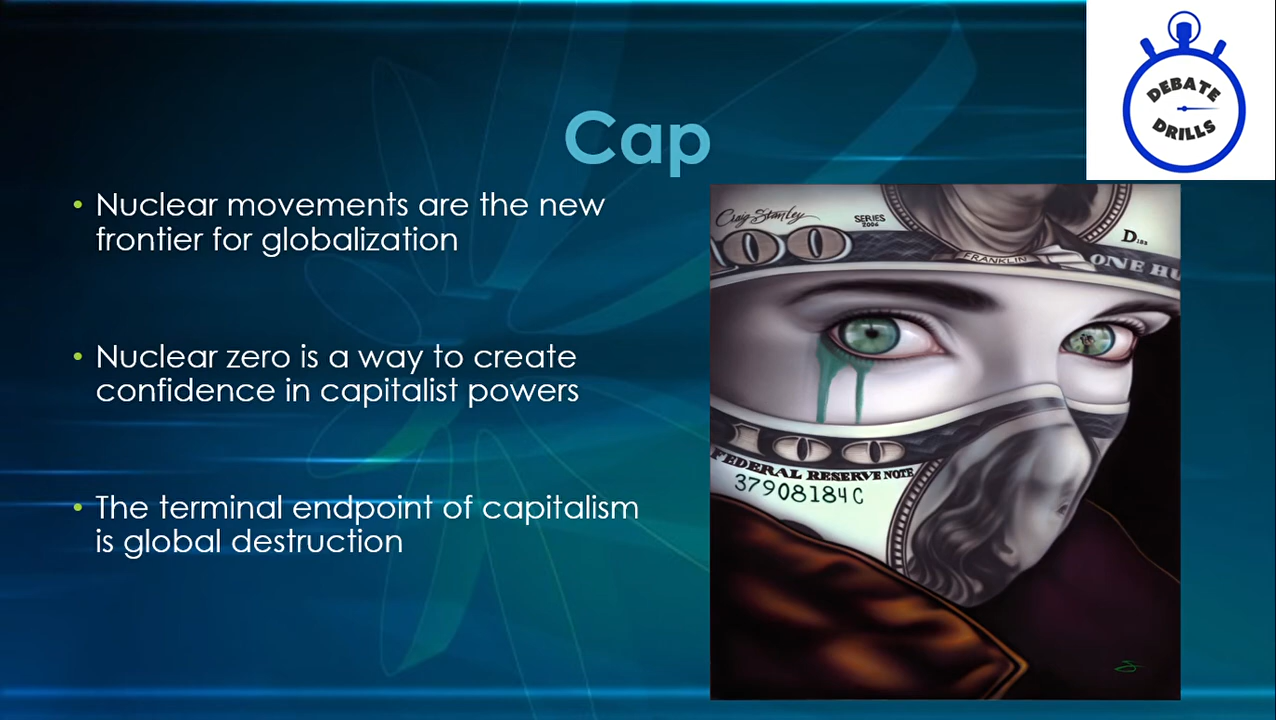 DEBATE
DRILLS
Cap
• Nuclear movements are the new
frontier for globalization
• Nuclear zero is a way to create
confidence in capitalist powers
• The terminal endpoint of capitalism
is global destruction
Craig Stanley
SERIES
2006
100
FRANKLIN
D
ONE HU
100
FEDERAL RESERVE NOTE
37908184C